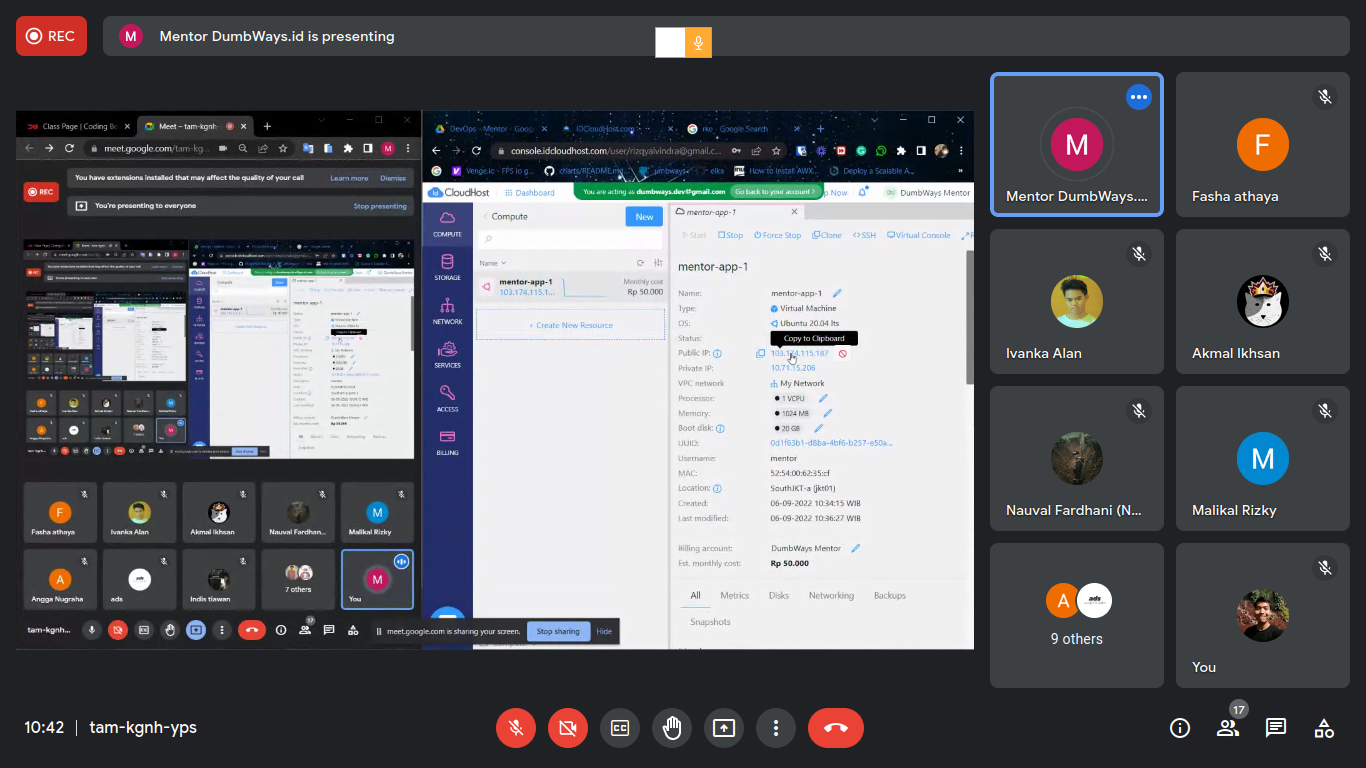 REC
M
Mentor DumbWays.id is presenting
Class Page | Coding Bo
Meet – tam-kgnh-
meet.google.com/tam-kg...
REC
You have extensions installed that may affect the quality of your call
Learn more
Dismiss
You're presenting to everyone
Stop presenting
Fasha athaya
Ivanka Alan
Akmal Ikhsan
Nauval Fardhan...
Malikal Rizky
Angga Nugraha
ads
Indis tiawan
7 others
You
tam-kgnh...
17
meet.google.com is sharing your screen.
Stop sharing
Hide
DevOps - Mentor - Goog
IDCloudHost.com
rke - Google Search
console.idcloudhost.com/user/rizqyaivindra@gmail.c...
Venge.io - FPS io g...
charts/README.md...
umbways
elka
How to Install AWX...
Deploy a Scalable A...
CloudHost
Dashboard
You are acting as dumbways.dev@gmail.com
Go back to your account
p Now
DumbWays Mentor
COMPUTE
STORAGE
NETWORK
SERVICES
ACCESS
BILLING
Compute
New
Name
mentor-app-1
103.174.115.1...
Monthly cost
Rp 50.000
+ Create New Resource
mentor-app-1
Start
Stop
Force Stop
Clone
SSH
Virtual Console
mentor-app-1
Name: mentor-app-1
Type: Virtual Machine
OS: Ubuntu 20.04 lts
Status:
Copy to Clipboard
Public IP: 103.174.115.187
Private IP: 10.71.15.206
VPC network My Network
Processor: 1 VCPU
Memory: 1024 MB
Boot disk: 20 GB
UUID: 0d1f63b1-d8ba-4bf6-b257-e50a...
Username: mentor
MAC: 52:54:00:62:35:cf
Location: SouthJKT-a (jkt01)
Created: 06-09-2022 10:34:15 WIB
Last modified: 06-09-2022 10:36:27 WIB
Billing account: DumbWays Mentor
Est. monthly cost: Rp 50.000
All
Metrics
Disks
Networking
Backups
Snapshots
M
Mentor DumbWays....
F
Fasha athaya
Ivanka Alan
Akmal Ikhsan
Nauval Fardhani (N...
M
Malikal Rizky
A
ads
9 others
You
10:42 | tam-kgnh-yps
17